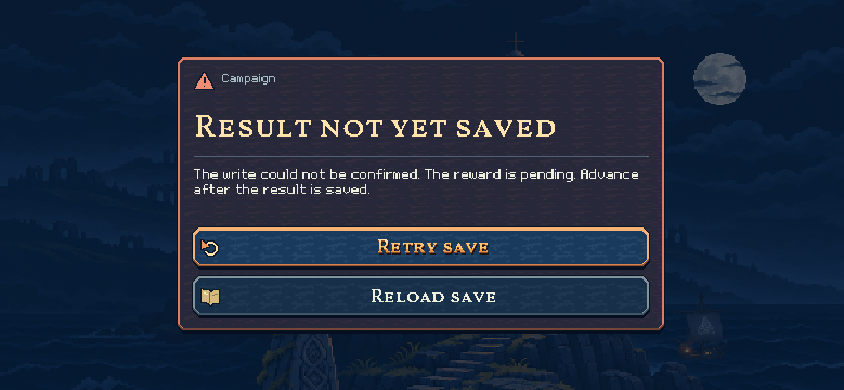 Campaign
Result not yet saved
The write could not be confirmed. The reward is pending. Advance
after the result is saved.
Retry save
Reload save